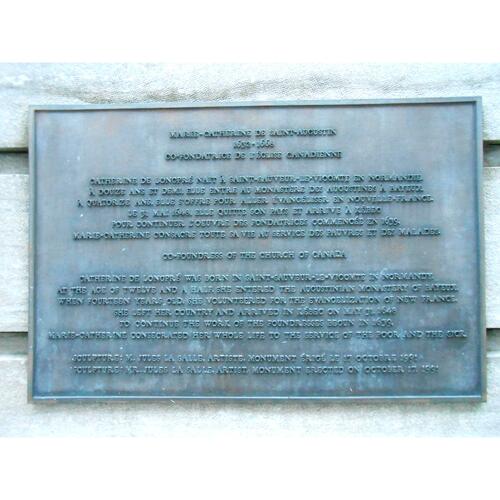 MARIE-CATHERINE DE SAINT-AUGUSTIN
1632-1668
CO-FONDATRICE DE L'ÉGLISE CANADIENNE
CATHERINE DE LONGPRÉ NAÎT À SAINT-SAUVEUR-LE-VICOMTE EN NORMANDIE
À DOUZE ANS ET DEMI, ELLE ENTRE AU MONASTÈRE DES AUGUSTINES À BAYEUX.
À QUATORZE ANS, ELLE S'OFFRE POUR ALLER ÉVANGÉLISER EN NOUVELLE-FRANCE.
LE 31 MAI 1648, ELLE QUITTE SON PAYS ET ARRIVE À KÉBEC
POUR CONTINUER L'OEUVRE DES FONDATRICES COMMENCÉE EN 1639.
MARIE-CATHERINE CONSACRE TOUTE SA VIE AU SERVICE DES PAUVRES ET DES MALADES.
CO-FOUNDRESS OF THE CHURCH OF CANADA
CATHERINE DE LONGPRÉ WAS BORN IN SAINT-SAUVEUR-LE-VICOMTE IN NORMANDIE
AT THE AGE OF TWELVE AND A HALF, SHE ENTERED THE AUGUSTINIAN MONASTERY OF BAYEUX
WHEN FOURTEEN YEARS OLD, SHE VOLUNTEERED FOR THE EVANGELIZATION OF NEW FRANCE.
SHE LEFT HER COUNTRY AND ARRIVED IN KÉBEC ON MAY 31, 1648
TO CONTINUE THE WORK OF THE FOUNDRESSES BEGUN IN 1639.
MARIE-CATHERINE CONSECRATED HER WHOLE LIFE TO THE SERVICE OF THE POOR AND THE SICK.
"SCULPTURE: M. JULES LA SALLE, ARTISTE, MONUMENT ÉRIGÉ LE 17 OCTOBRE 1991"
"SCULPTURE: MR. JULES LA SALLE, ARTIST, MONUMENT ERECTED ON OCTOBER 17, 1991